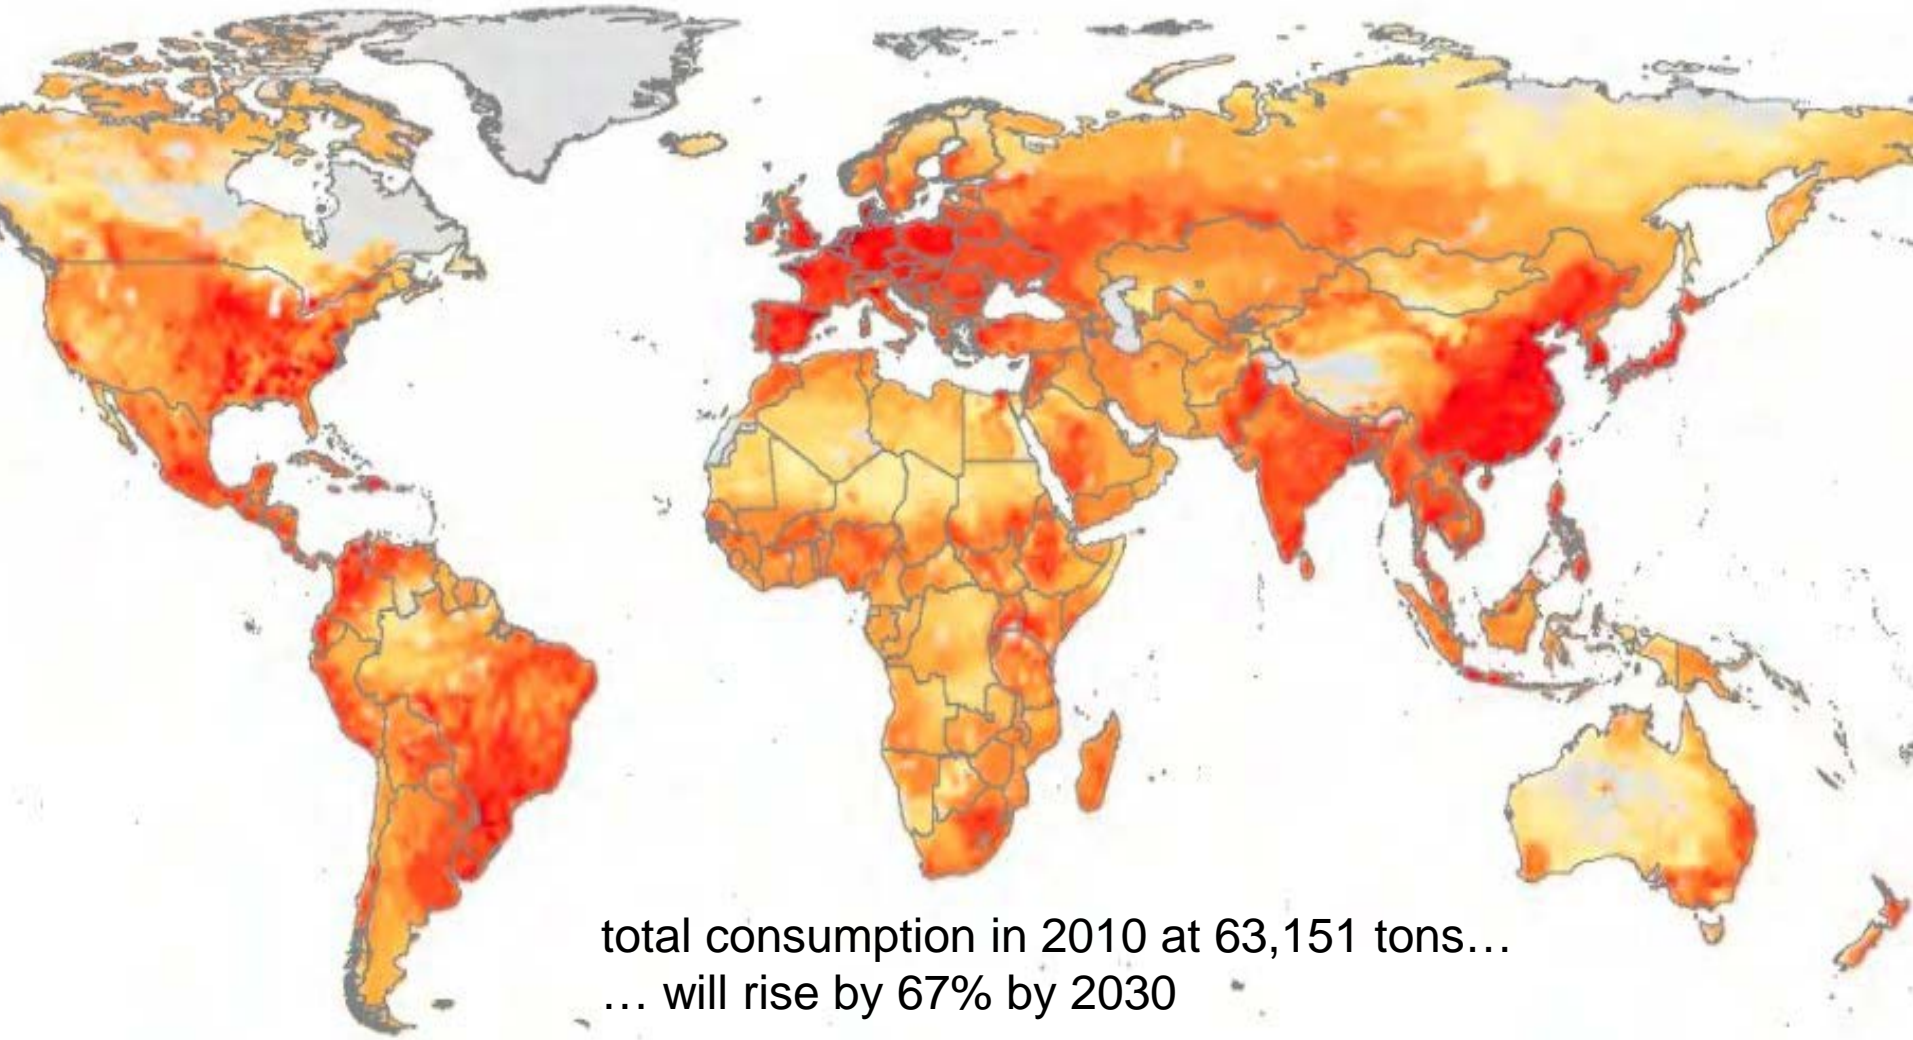 total consumption in 2010 at 63,151 tons…
… will rise by 67% by 2030